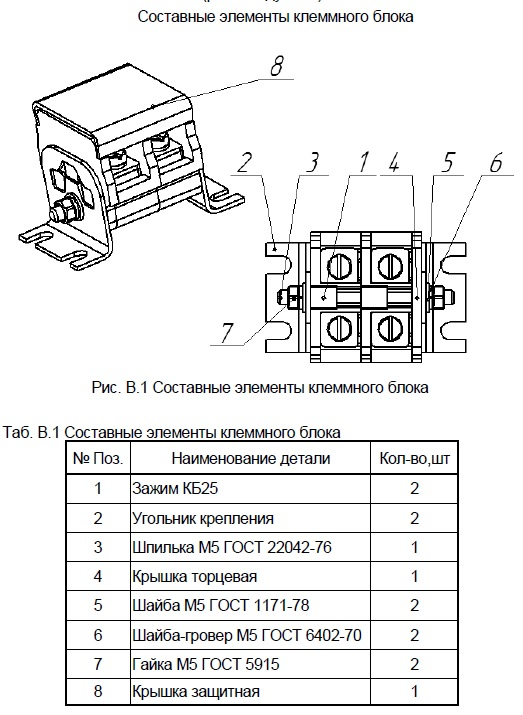 Составные элементы клеммного блока
8
2 3 1 4 5 6
7
Рис. В.1 Составные элементы клеммного блока
Таб. В.1 Составные элементы клеммного блока
№ Поз. Наименование детали Кол-во,шт
1 Зажим КБ25 2
2 Угольник крепления 2
3 Шпилька М5 ГОСТ 22042-76 1
4 Крышка торцевая 1
5 Шайба М5 ГОСТ 1171-78 2
6 Шайба-гровер М5 ГОСТ 6402-70 2
7 Гайка М5 ГОСТ 5915 2
8 Крышка защитная 1